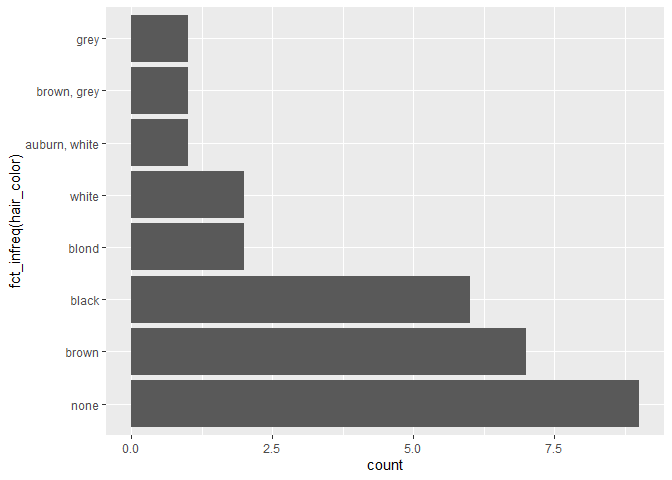 grey
brown, grey
auburn, white
white
blond
black
brown
none
fct_infreq(hair_color)
0.0
2.5
5.0
7.5
count